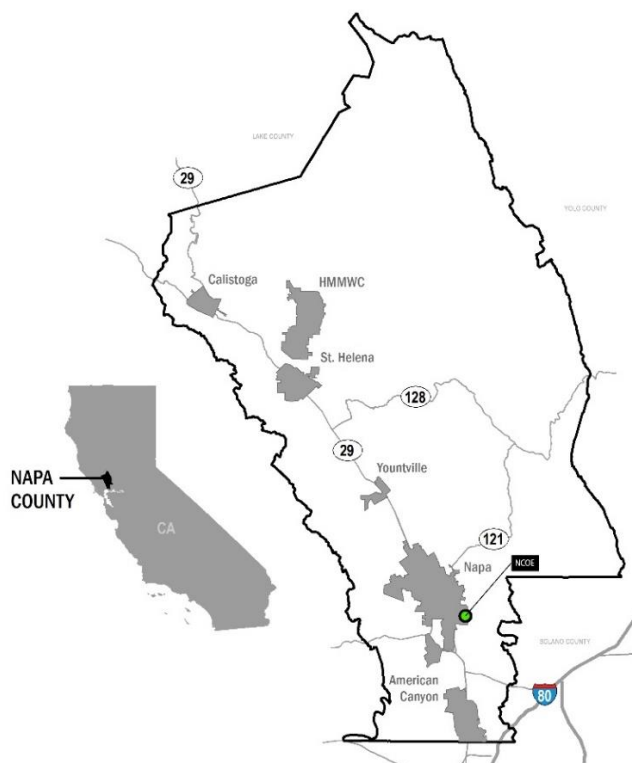 LAKE COUNTY
29
YOLO COUNTY
Calistoga
HMMWC
St. Helena
128
29
NAPA
COUNTY
Yountville
CA
121
Napa
NCOE
SOLANO COUNTY
American
Canyon
80